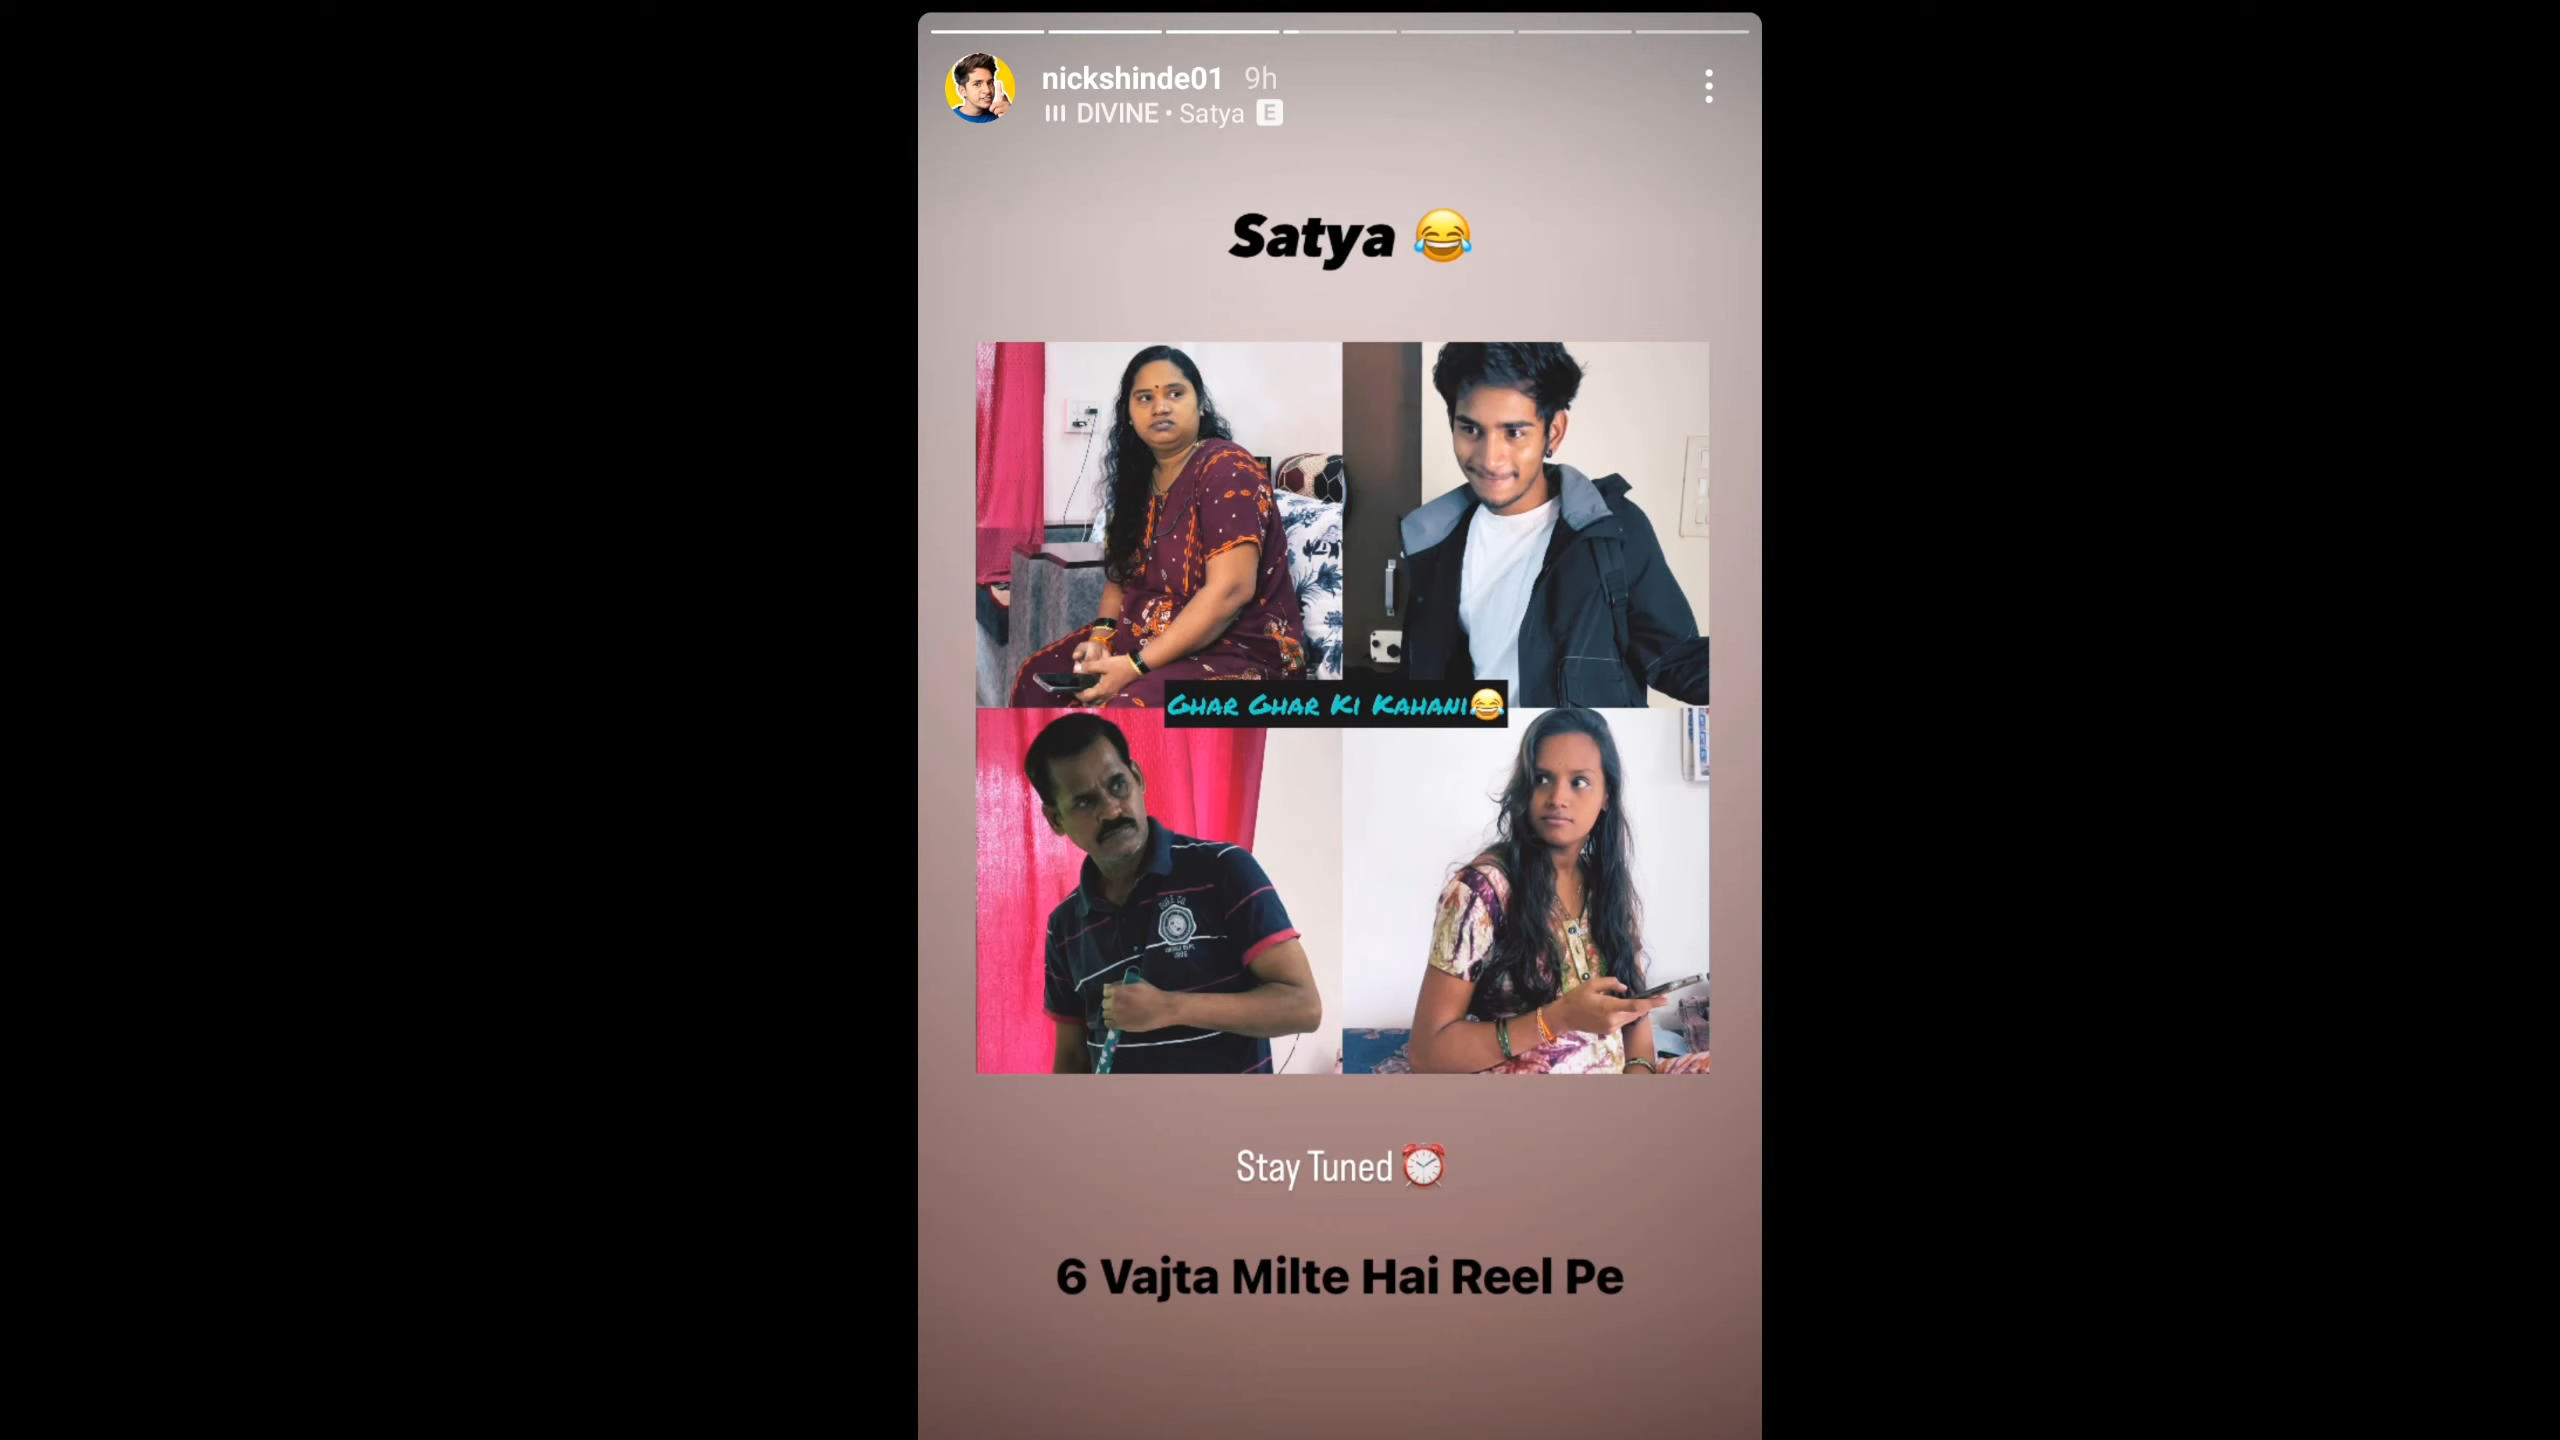 nickshinde01 9h
DIVINE • Satya E
Satya 😂
Ghar Ghar Ki Kahani😂
Stay Tuned ⏰
6 Vajta Milte Hai Reel Pe